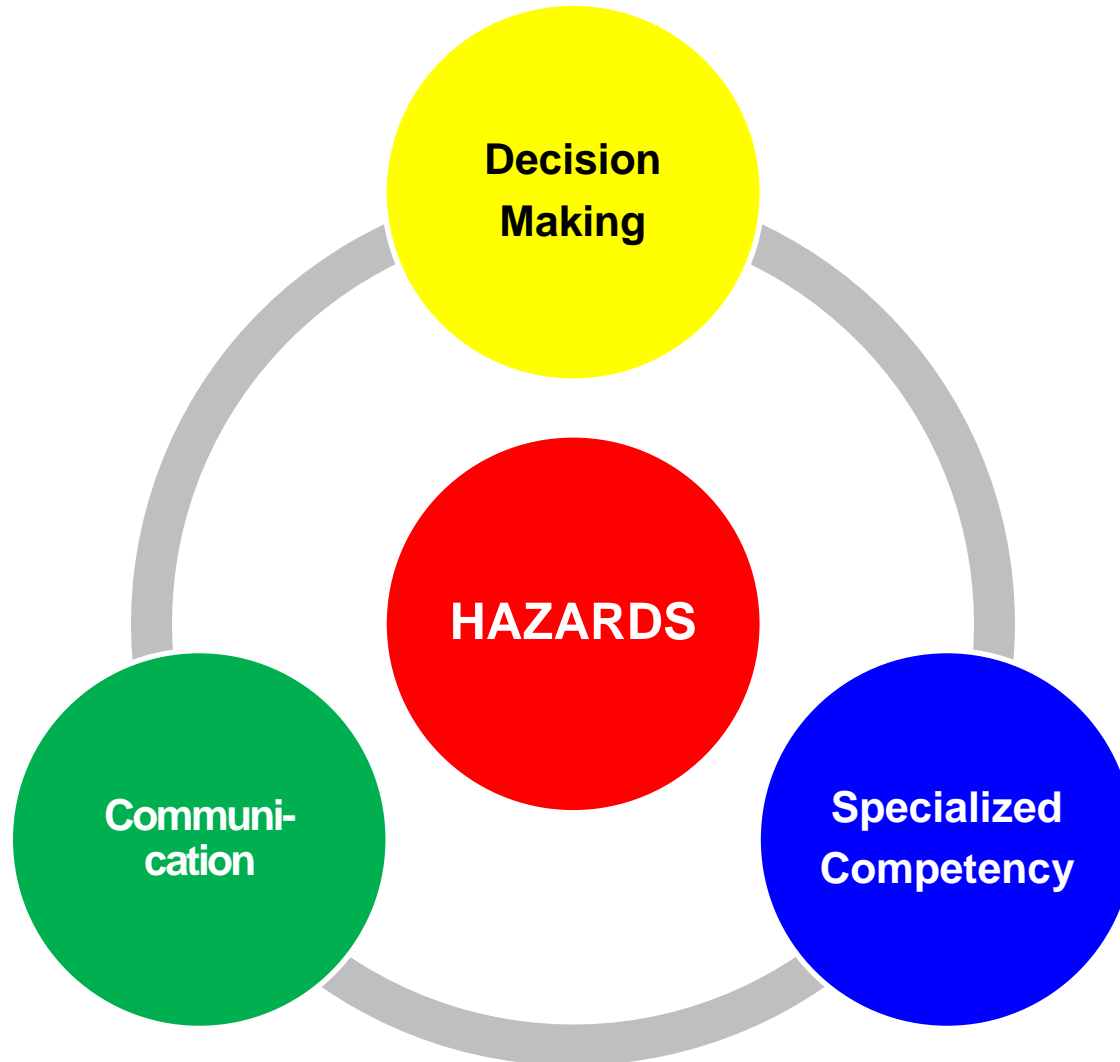 Decision
Making
HAZARDS
Communi-
cation
Specialized
Competency